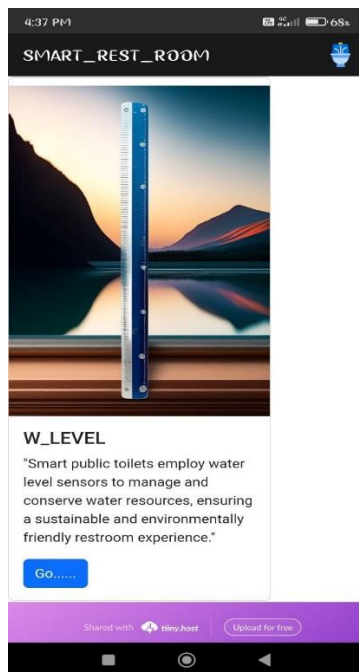 4:37 PM
68%
SMART_REST_ROOM
W_LEVEL
"Smart public toilets employ water
level sensors to manage and
conserve water resources, ensuring
a sustainable and environmentally
friendly restroom experience."
Go......
Shared with tiiny.host Upload for free